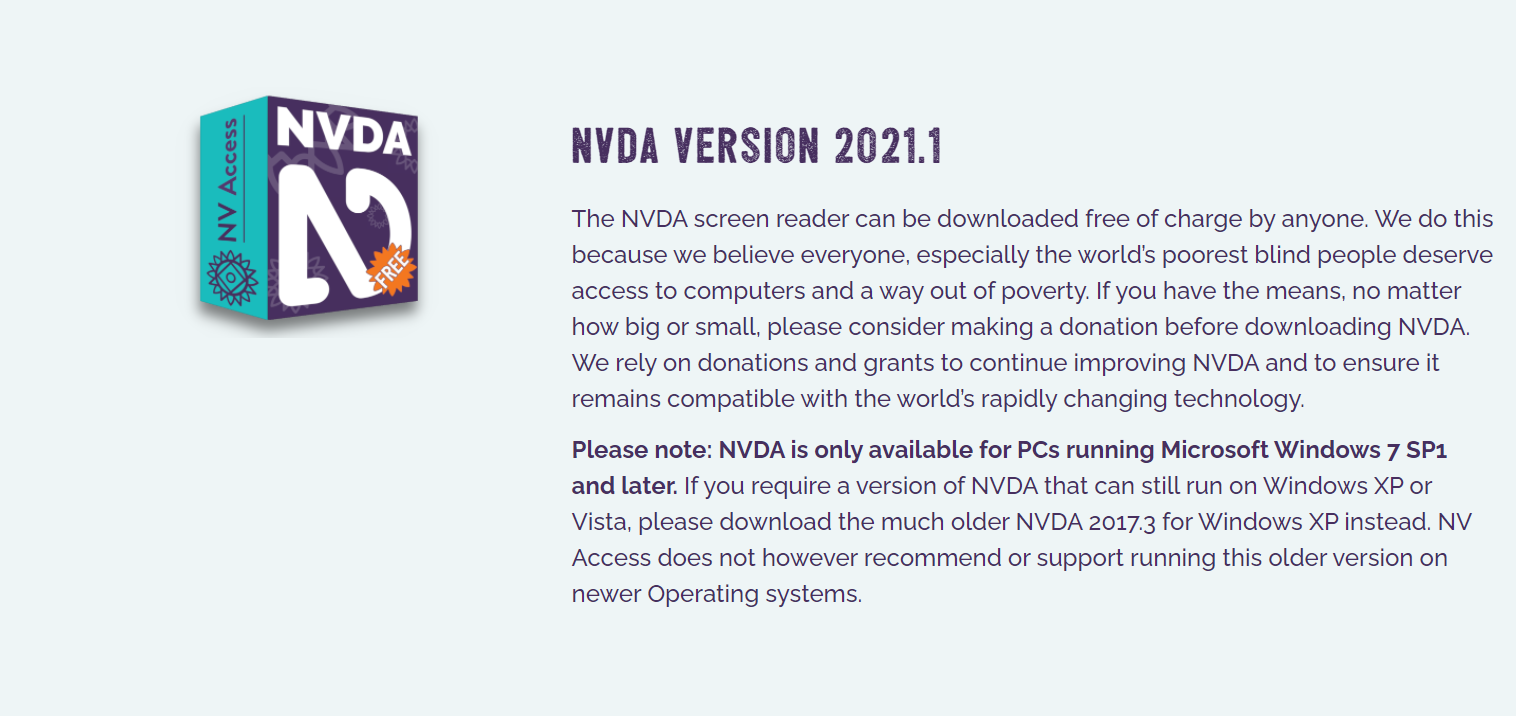 NV Access
NVDA
FREE
NVDA VERSION 2021.1
The NVDA screen reader can be downloaded free of charge by anyone. We do this
because we believe everyone, especially the world’s poorest blind people deserve
access to computers and a way out of poverty. If you have the means, no matter
how big or small, please consider making a donation before downloading NVDA.
We rely on donations and grants to continue improving NVDA and to ensure it
remains compatible with the world’s rapidly changing technology.
Please note: NVDA is only available for PCs running Microsoft Windows 7 SP1
and later. If you require a version of NVDA that can still run on Windows XP or
Vista, please download the much older NVDA 2017.3 for Windows XP instead. NV
Access does not however recommend or support running this older version on
newer Operating systems.